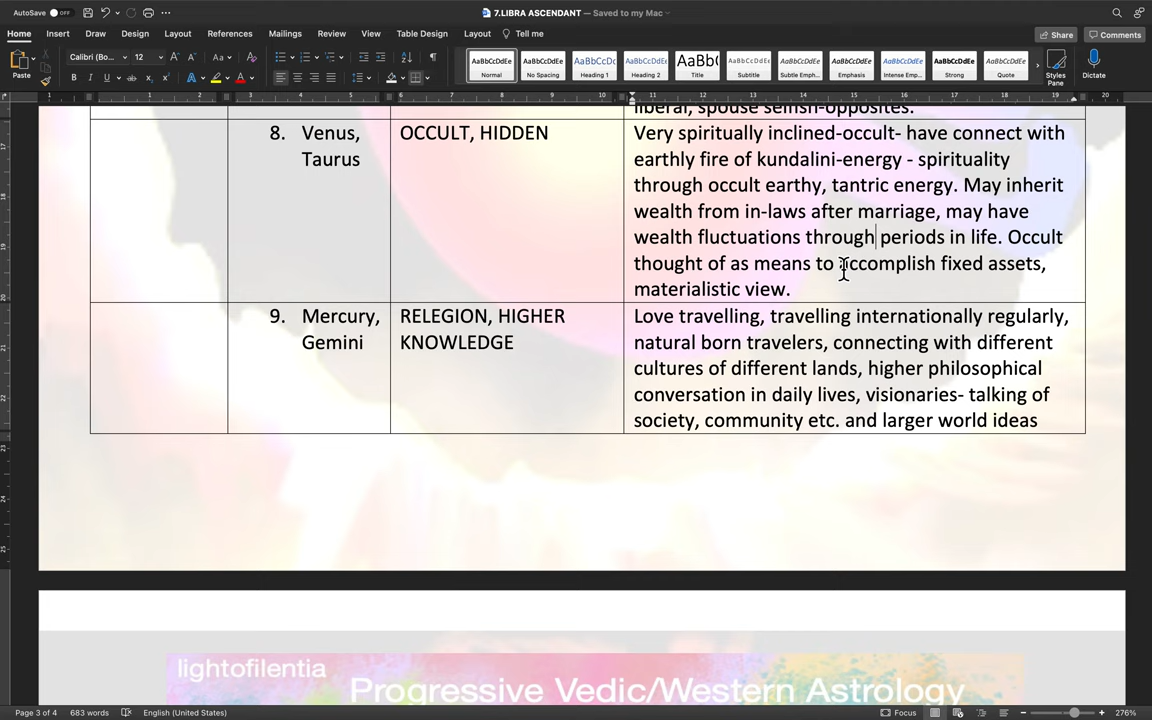 AutoSave OFF
7.LIBRA ASCENDANT — Saved to my Mac
Home Insert Draw Design Layout References Mailings Review View Table Design Layout Tell me
Share Comments
Paste
Calibri (Bo... 12
AaBbCcDdEe AaBbCcDdEe AaBbCcDc AaBbCcDdEe AaBb( AaBbCcDdEe AaBbCcDdEe AaBbCcDdEe AaBbCcDdEe AaBbCcDdEe AaBbCcDdEe
Normal No Spacing Heading 1 Heading 2 Title Subtitle Subtle Emph... Emphasis Intense Emp... Strong Quote
Styles Pane
Dictate
liberal, spouse selfish-opposites.
8. Venus, Taurus
OCCULT, HIDDEN
Very spiritually inclined-occult- have connect with
earthly fire of kundalini-energy - spirituality
through occult earthy, tantric energy. May inherit
wealth from in-laws after marriage, may have
wealth fluctuations through periods in life. Occult
thought of as means to accomplish fixed assets,
materialistic view.
9. Mercury, Gemini
RELEGION, HIGHER
KNOWLEDGE
Love travelling, travelling internationally regularly,
natural born travelers, connecting with different
cultures of different lands, higher philosophical
conversation in daily lives, visionaries- talking of
society, community etc. and larger world ideas
lightofilentia
Progressive Vedic/Western Astrology
Page 3 of 4 683 words English (United States)
Focus 276%